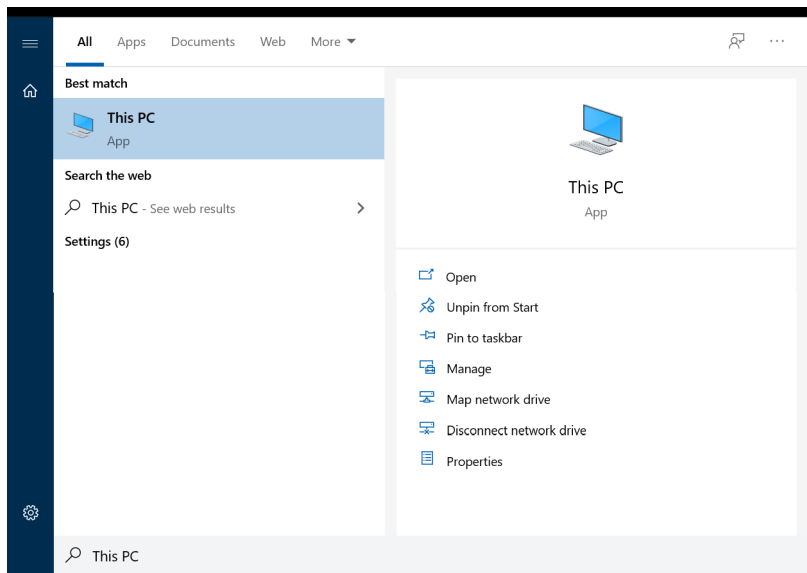 All Apps Documents Web More
Best match
This PC
App
Search the web
This PC - See web results
Settings (6)
This PC
App
Open
Unpin from Start
Pin to taskbar
Manage
Map network drive
Disconnect network drive
Properties
This PC